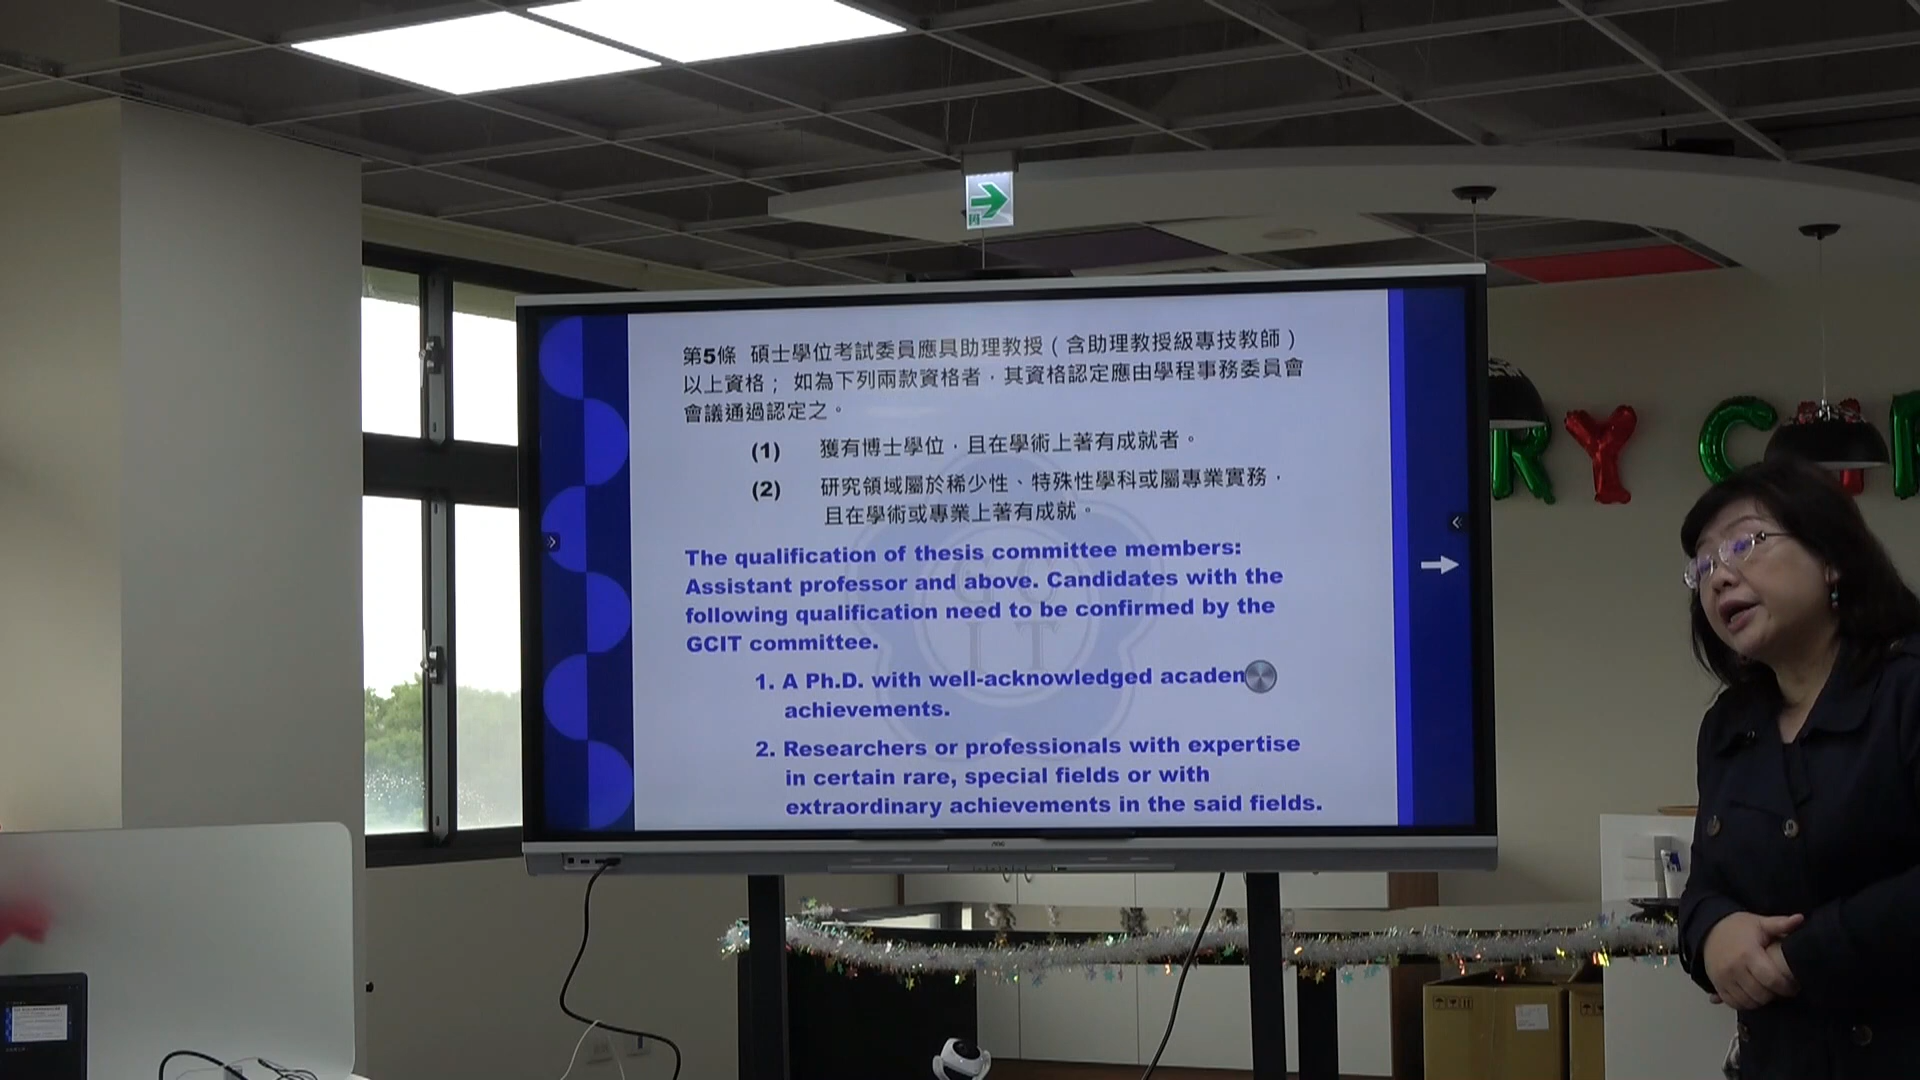 第5條 碩士學位考試委員應具助理教授（含助理教授級專技教師）
以上資格；如為下列兩款資格者，其資格認定應由學程事務委員會
會議通過認定之。
(1) 獲有博士學位，且在學術上著有成就者。
(2) 研究領域屬於稀少性、特殊性學科或屬專業實務，
且在學術或專業上著有成就。
The qualification of thesis committee members:
Assistant professor and above. Candidates with the
following qualification need to be confirmed by the
GCIT committee.
1. A Ph.D. with well-acknowledged academ
achievements.
2. Researchers or professionals with expertise
in certain rare, special fields or with
extraordinary achievements in the said fields.
GC
IT
RY C
AOC